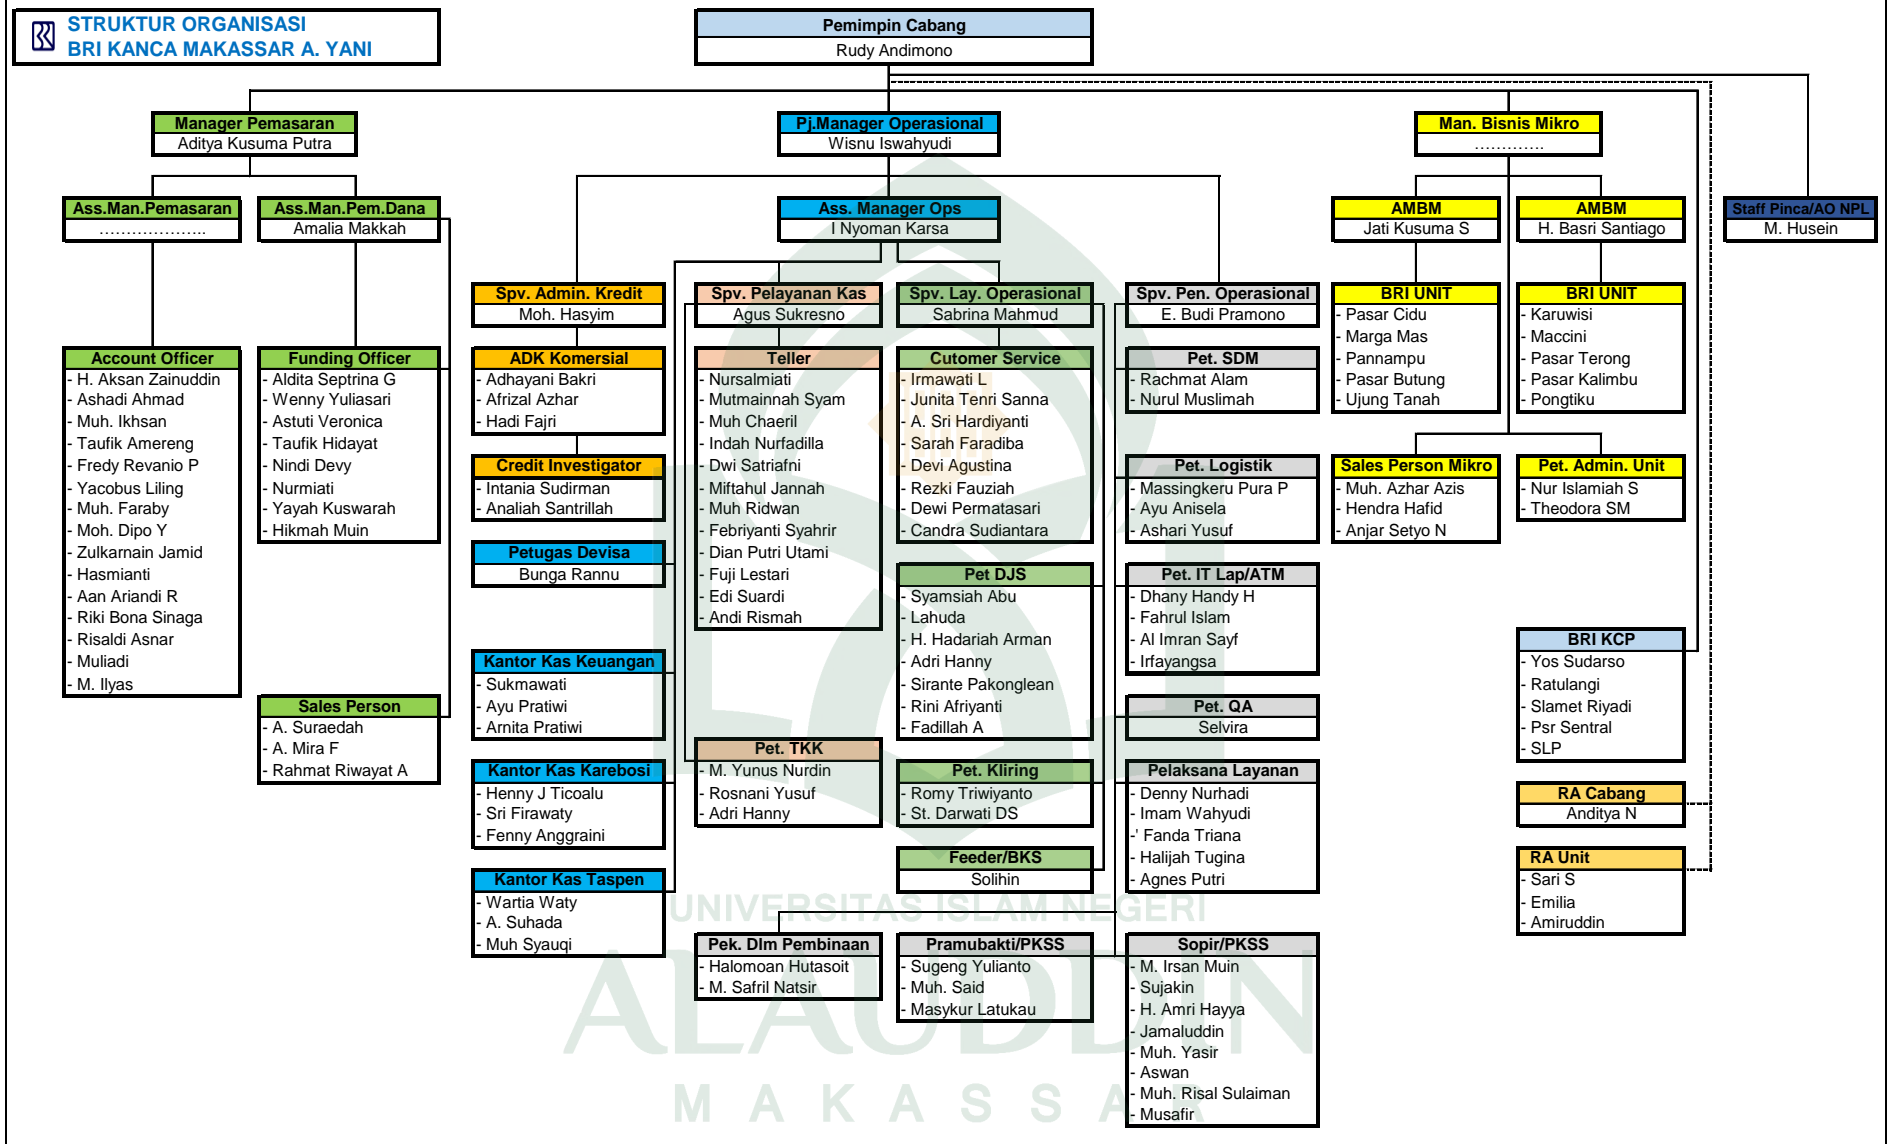 STRUKTUR ORGANISASI
BRI KANCA MAKASSAR A. YANI
Pemimpin Cabang
Rudy Andimono
Manager Pemasaran
Aditya Kusuma Putra
Pj.Manager Operasional
Wisnu Iswahyudi
Man. Bisnis Mikro
.............
Ass.Man.Pemasaran
....................
Ass.Man.Pem.Dana
Amalia Makkah
Ass. Manager Ops
I Nyoman Karsa
AMBM
Jati Kusuma S
AMBM
H. Basri Santiago
Staff Pinca/AO NPL
M. Husein
Spv. Admin. Kredit
Moh. Hasyim
Spv. Pelayanan Kas
Agus Sukresno
Spv. Lay. Operasional
Sabrina Mahmud
Spv. Pen. Operasional
E. Budi Pramono
BRI UNIT
- Pasar Cidu
- Marga Mas
- Pannampu
- Pasar Butung
- Ujung Tanah
BRI UNIT
- Karuwisi
- Maccini
- Pasar Terong
- Pasar Kalimbu
- Pongtiku
Account Officer
- H. Aksan Zainuddin
- Ashadi Ahmad
- Muh. Ikhsan
- Taufik Amereng
- Fredy Revanio P
- Yacobus Liling
- Muh. Faraby
- Moh. Dipo Y
- Zulkarnain Jamid
- Hasmianti
- Aan Ariandi R
- Riki Bona Sinaga
- Risaldi Asnar
- Muliadi
- M. Ilyas
Funding Officer
- Aldita Septrina G
- Wenny Yuliasari
- Astuti Veronica
- Taufik Hidayat
- Nindi Devy
- Nurmiati
- Yayah Kuswarah
- Hikmah Muin
Sales Person
- A. Suraedah
- A. Mira F
- Rahmat Riwayat A
ADK Komersial
- Adhayani Bakri
- Afrizal Azhar
- Hadi Fajri
Credit Investigator
- Intania Sudirman
- Analiah Santrillah
Petugas Devisa
Bunga Rannu
Kantor Kas Keuangan
- Sukmawati
- Ayu Pratiwi
- Arnita Pratiwi
Kantor Kas Karebosi
- Henny J Ticoalu
- Sri Firawaty
- Fenny Anggraini
Kantor Kas Taspen
- Wartia Waty
- A. Suhada
- Muh Syauqi
Teller
- Nursalmiati
- Mutmainnah Syam
- Muh Chaeril
- Indah Nurfadilla
- Dwi Satriafni
- Miftahul Jannah
- Muh Ridwan
- Febriyanti Syahrir
- Dian Putri Utami
- Fuji Lestari
- Edi Suardi
- Andi Rismah
Pet. TKK
- M. Yunus Nurdin
- Rosnani Yusuf
- Adri Hanny
Cutomer Service
- Irmawati L
- Junita Tenri Sanna
- A. Sri Hardiyanti
- Sarah Faradiba
- Devi Agustina
- Rezki Fauziah
- Dewi Permatasari
- Candra Sudiantara
Pet DJS
- Syamsiah Abu
- Lahuda
- H. Hadariah Arman
- Adri Hanny
- Sirante Pakonglean
- Rini Afriyanti
- Fadillah A
Pet. Kliring
- Romy Triwiyanto
- St. Darwati DS
Feeder/BKS
Solihin
Pet. SDM
- Rachmat Alam
- Nurul Muslimah
Pet. Logistik
- Massingkeru Pura P
- Ayu Anisela
- Ashari Yusuf
Pet. IT Lap/ATM
- Dhany Handy H
- Fahrul Islam
- Al Imran Sayf
- Irfayangsa
Pet. QA
Selvira
Pelaksana Layanan
- Denny Nurhadi
- Imam Wahyudi
-' Fanda Triana
- Halijah Tugina
- Agnes Putri
Sales Person Mikro
- Muh. Azhar Azis
- Hendra Hafid
- Anjar Setyo N
Pet. Admin. Unit
- Nur Islamiah S
- Theodora SM
BRI KCP
- Yos Sudarso
- Ratulangi
- Slamet Riyadi
- Psr Sentral
- SLP
RA Cabang
Anditya N
RA Unit
- Sari S
- Emilia
- Amiruddin
Pek. Dlm Pembinaan
- Halomoan Hutasoit
- M. Safril Natsir
Pramubakti/PKSS
- Sugeng Yulianto
- Muh. Said
- Masykur Latukau
Sopir/PKSS
- M. Irsan Muin
- Sujakin
- H. Amri Hayya
- Jamaluddin
- Muh. Yasir
- Aswan
- Muh. Risal Sulaiman
- Musafir
UNIVERSITAS ISLAM NEGERI
ALAUDDIN
MAKASSAR